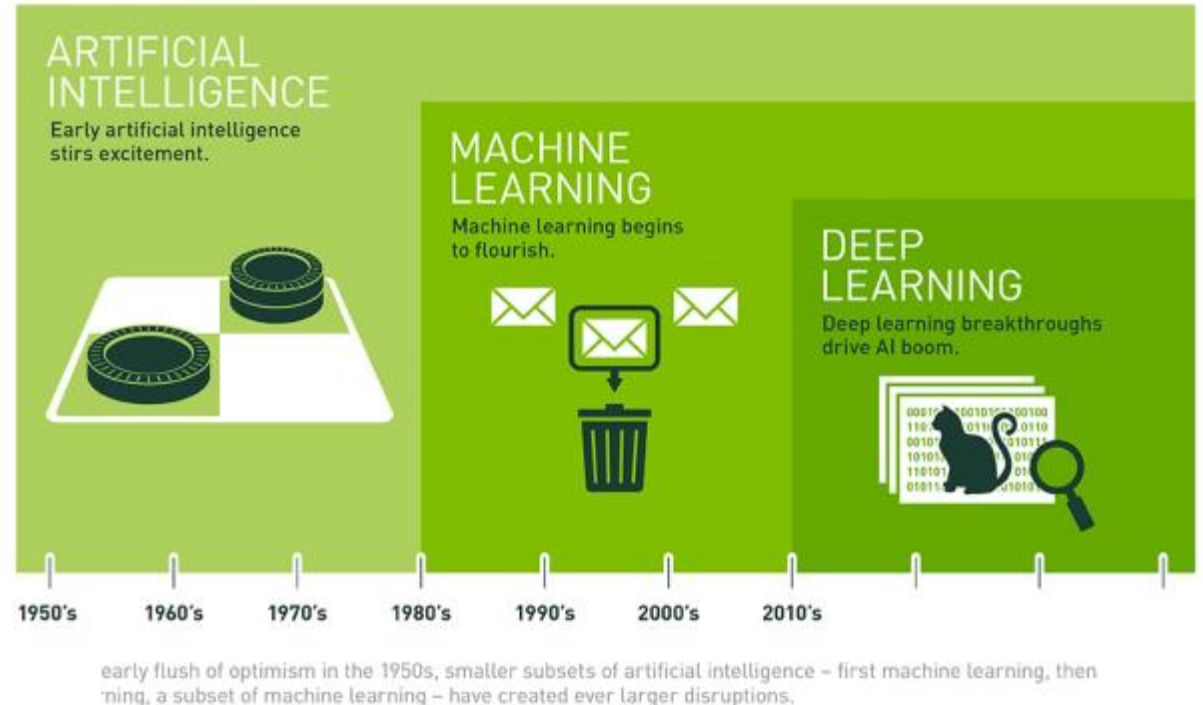 ARTIFICIAL
INTELLIGENCE
Early artificial intelligence
stirs excitement.
MACHINE
LEARNING
Machine learning begins
to flourish.
DEEP
LEARNING
Deep learning breakthroughs
drive AI boom.
1950's 1960's 1970's 1980's 1990's 2000's 2010's
early flush of optimism in the 1950s, smaller subsets of artificial intelligence – first machine learning, then
ning, a subset of machine learning – have created ever larger disruptions.